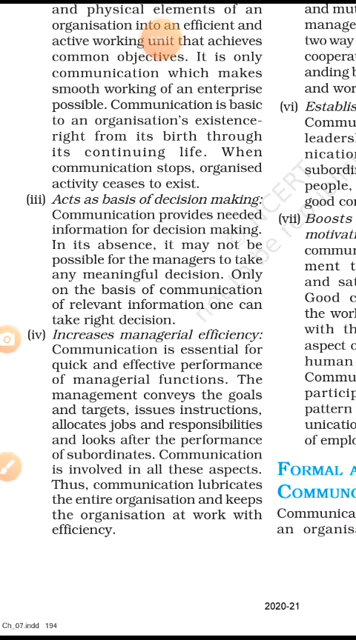 and physical elements of an
organisation into an efficient and
active working unit that achieves
common objectives. It is only
communication which makes
smooth working of an enterprise
possible. Communication is basic
to an organisation's existence-
right from its birth through
its continuing life. When
communication stops, organised
activity ceases to exist.
(iii) Acts as basis of decision making:
Communication provides needed
information for decision making.
In its absence, it may not be
possible for the managers to take
any meaningful decision. Only
on the basis of communication
of relevant information one can
take right decision.
(iv) Increases managerial efficiency:
Communication is essential for
quick and effective performance
of managerial functions. The
management conveys the goals
and targets, issues instructions,
allocates jobs and responsibilities
and looks after the performance
of subordinates. Communication
is involved in all these aspects.
Thus, communication lubricates
the entire organisation and keeps
the organisation at work with
efficiency.
and
manage
two way
cooperat
anding
and wor
(vi) Establis
Commu
leaders
nication
subordi
people,
good co
(vii) Boosts
motivati
commun
ment t
and sat
Good c
the work
with th
aspect o
human
Commu
particip
pattern
unicatio
of emplo
FORMAL A
COMMUNC
Communica
an organis
2020-21
Ch_07.indd 194